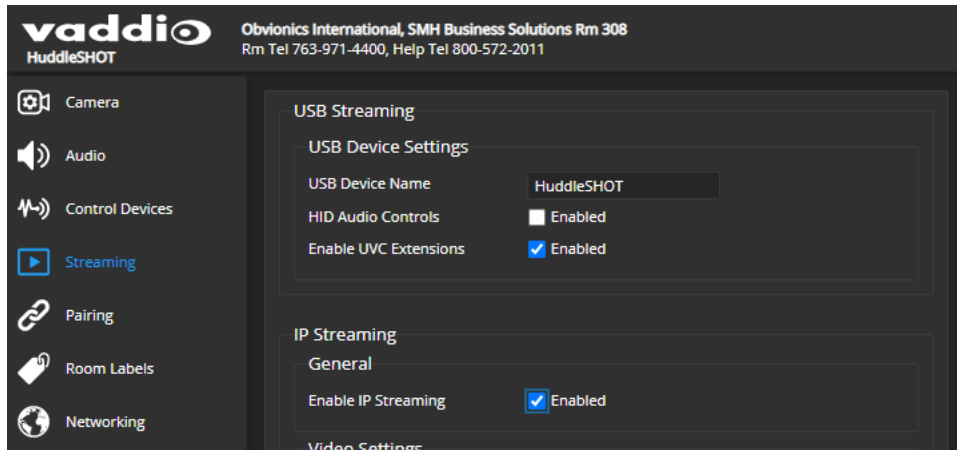 vaddio
HuddleSHOT
Obvionics International, SMH Business Solutions Rm 308
Rm Tel 763-971-4400, Help Tel 800-572-2011
Camera
Audio
Control Devices
Streaming
Pairing
Room Labels
Networking
USB Streaming
USB Device Settings
USB Device Name HuddleSHOT
HID Audio Controls Enabled
Enable UVC Extensions Enabled
IP Streaming
General
Enable IP Streaming Enabled
Video Settings